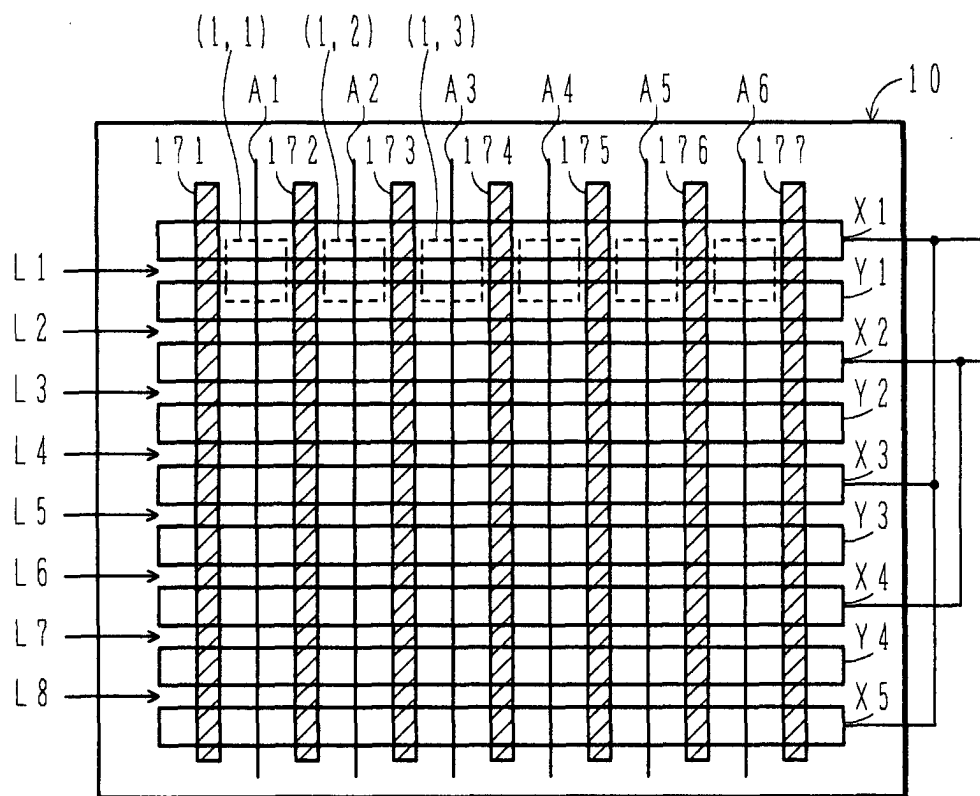 (1,1) (1,2) (1,3)
A1 A2 A3 A4 A5 A6 10
171 172 173 174 175 176 177
X1
L1
Y1
L2
X2
L3
Y2
L4
X3
L5
Y3
L6
X4
L7
Y4
L8
X5